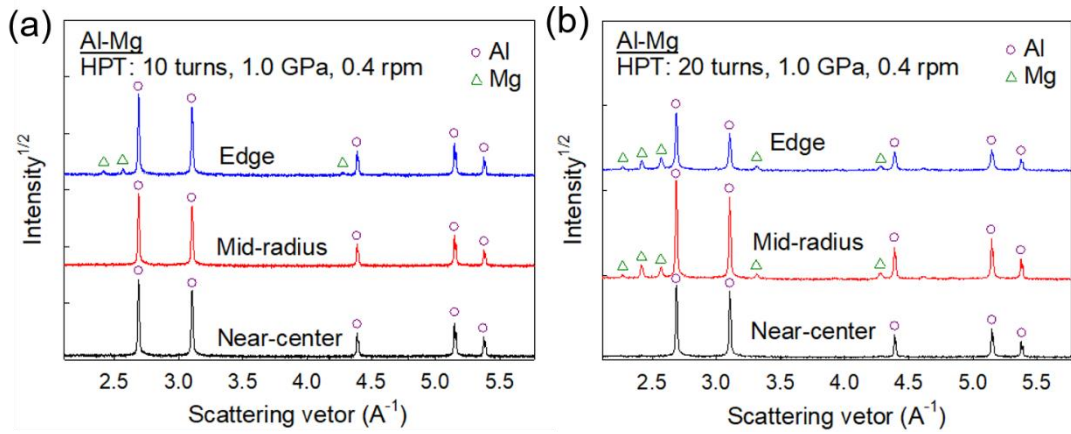 (a)
Al-Mg
HPT: 10 turns, 1.0 GPa, 0.4 rpm
Al
Mg
Edge
Mid-radius
Near-center
Intensity1/2
2.5 3.0 3.5 4.0 4.5 5.0 5.5
Scattering vetor (A-1)
(b)
Al-Mg
HPT: 20 turns, 1.0 GPa, 0.4 rpm
Al
Mg
Edge
Mid-radius
Near-center
Intensity1/2
2.5 3.0 3.5 4.0 4.5 5.0 5.5
Scattering vetor (A-1)